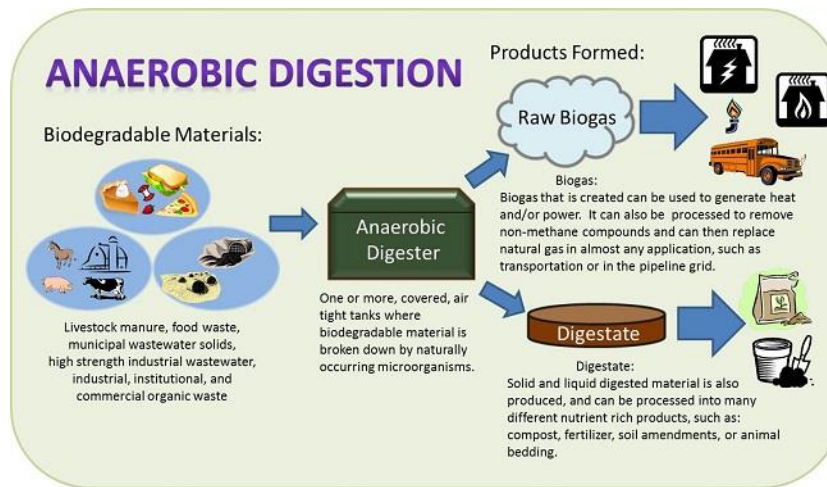 ANAEROBIC DIGESTION
Biodegradable Materials:
Livestock manure, food waste,
municipal wastewater solids,
high strength industrial wastewater,
industrial, institutional, and
commercial organic waste
Anaerobic
Digester
One or more, covered, air
tight tanks where
biodegradable material is
broken down by naturally
occurring microorganisms.
Products Formed:
Raw Biogas
Biogas:
Biogas that is created can be used to generate heat
and/or power. It can also be processed to remove
non-methane compounds and can then replace
natural gas in almost any application, such as
transportation or in the pipeline grid.
Digestate
Digestate:
Solid and liquid digested material is also
produced, and can be processed into many
different nutrient rich products, such as:
compost, fertilizer, soil amendments, or animal
bedding.